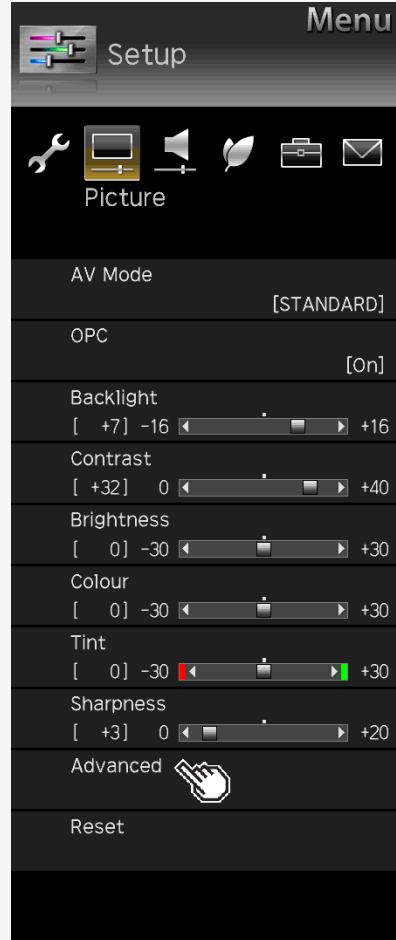 Menu
Setup
Picture
AV Mode
[STANDARD]
OPC
[On]
Backlight
[ +7] -16 +16
Contrast
[ +32] 0 +40
Brightness
[ 0] -30 +30
Colour
[ 0] -30 +30
Tint
[ 0] -30 +30
Sharpness
[ +3] 0 +20
Advanced
Reset